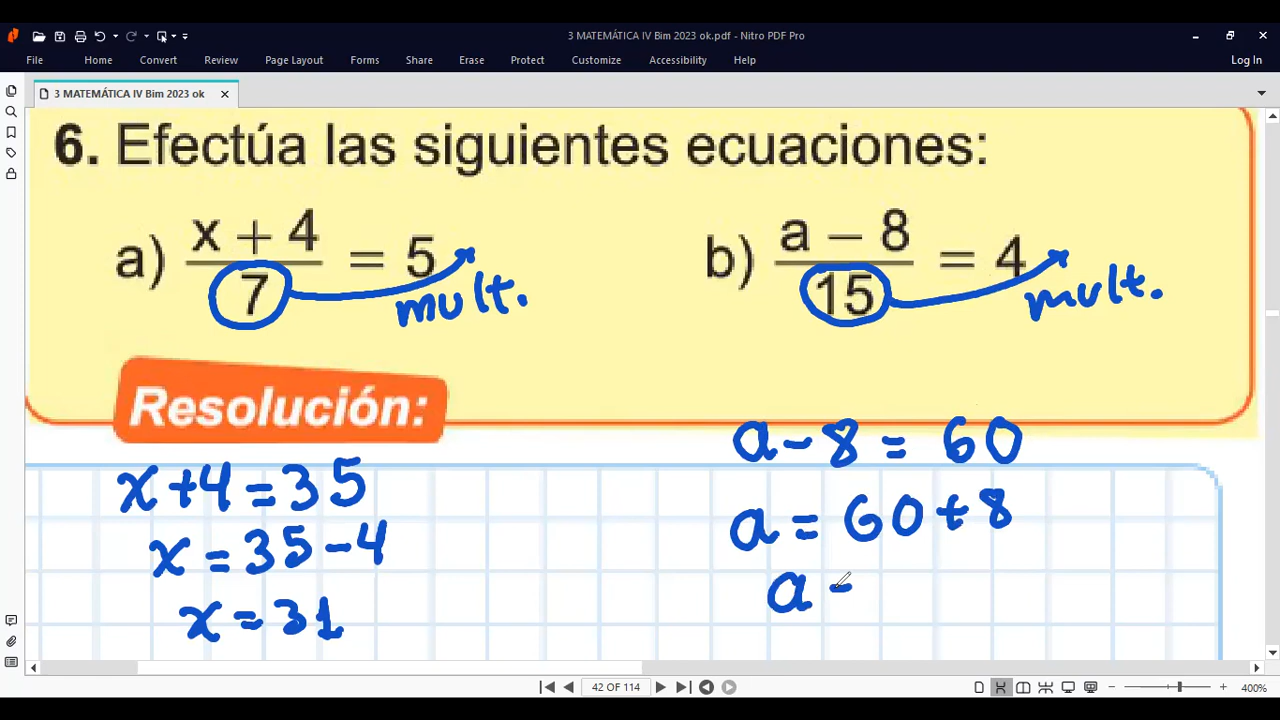 3 MATEMÁTICA IV Bim 2023 ok.pdf - Nitro PDF Pro
File Home Convert Review Page Layout Forms Share Erase Protect Customize Accessibility Help Log In
3 MATEMÁTICA IV Bim 2023 ok
6. Efectúa las siguientes ecuaciones:
a) x + 4 / 7 = 5
mult.
b) a – 8 / 15 = 4
mult.
Resolución:
x+4=35
x=35-4
x=31
a-8=60
a=60+8
a-
42 OF 114
400%